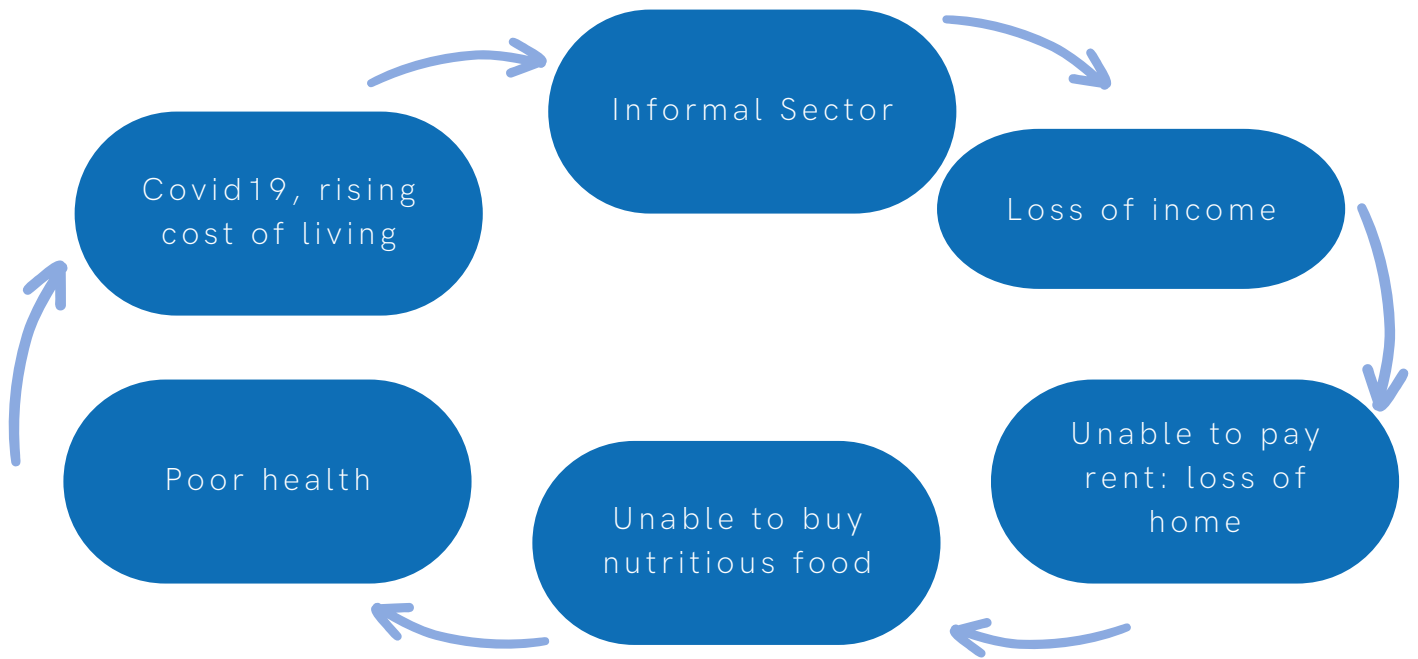 Informal Sector
Loss of income
Unable to pay
rent: loss of
home
Unable to buy
nutritious food
Poor health
Covid19, rising
cost of living